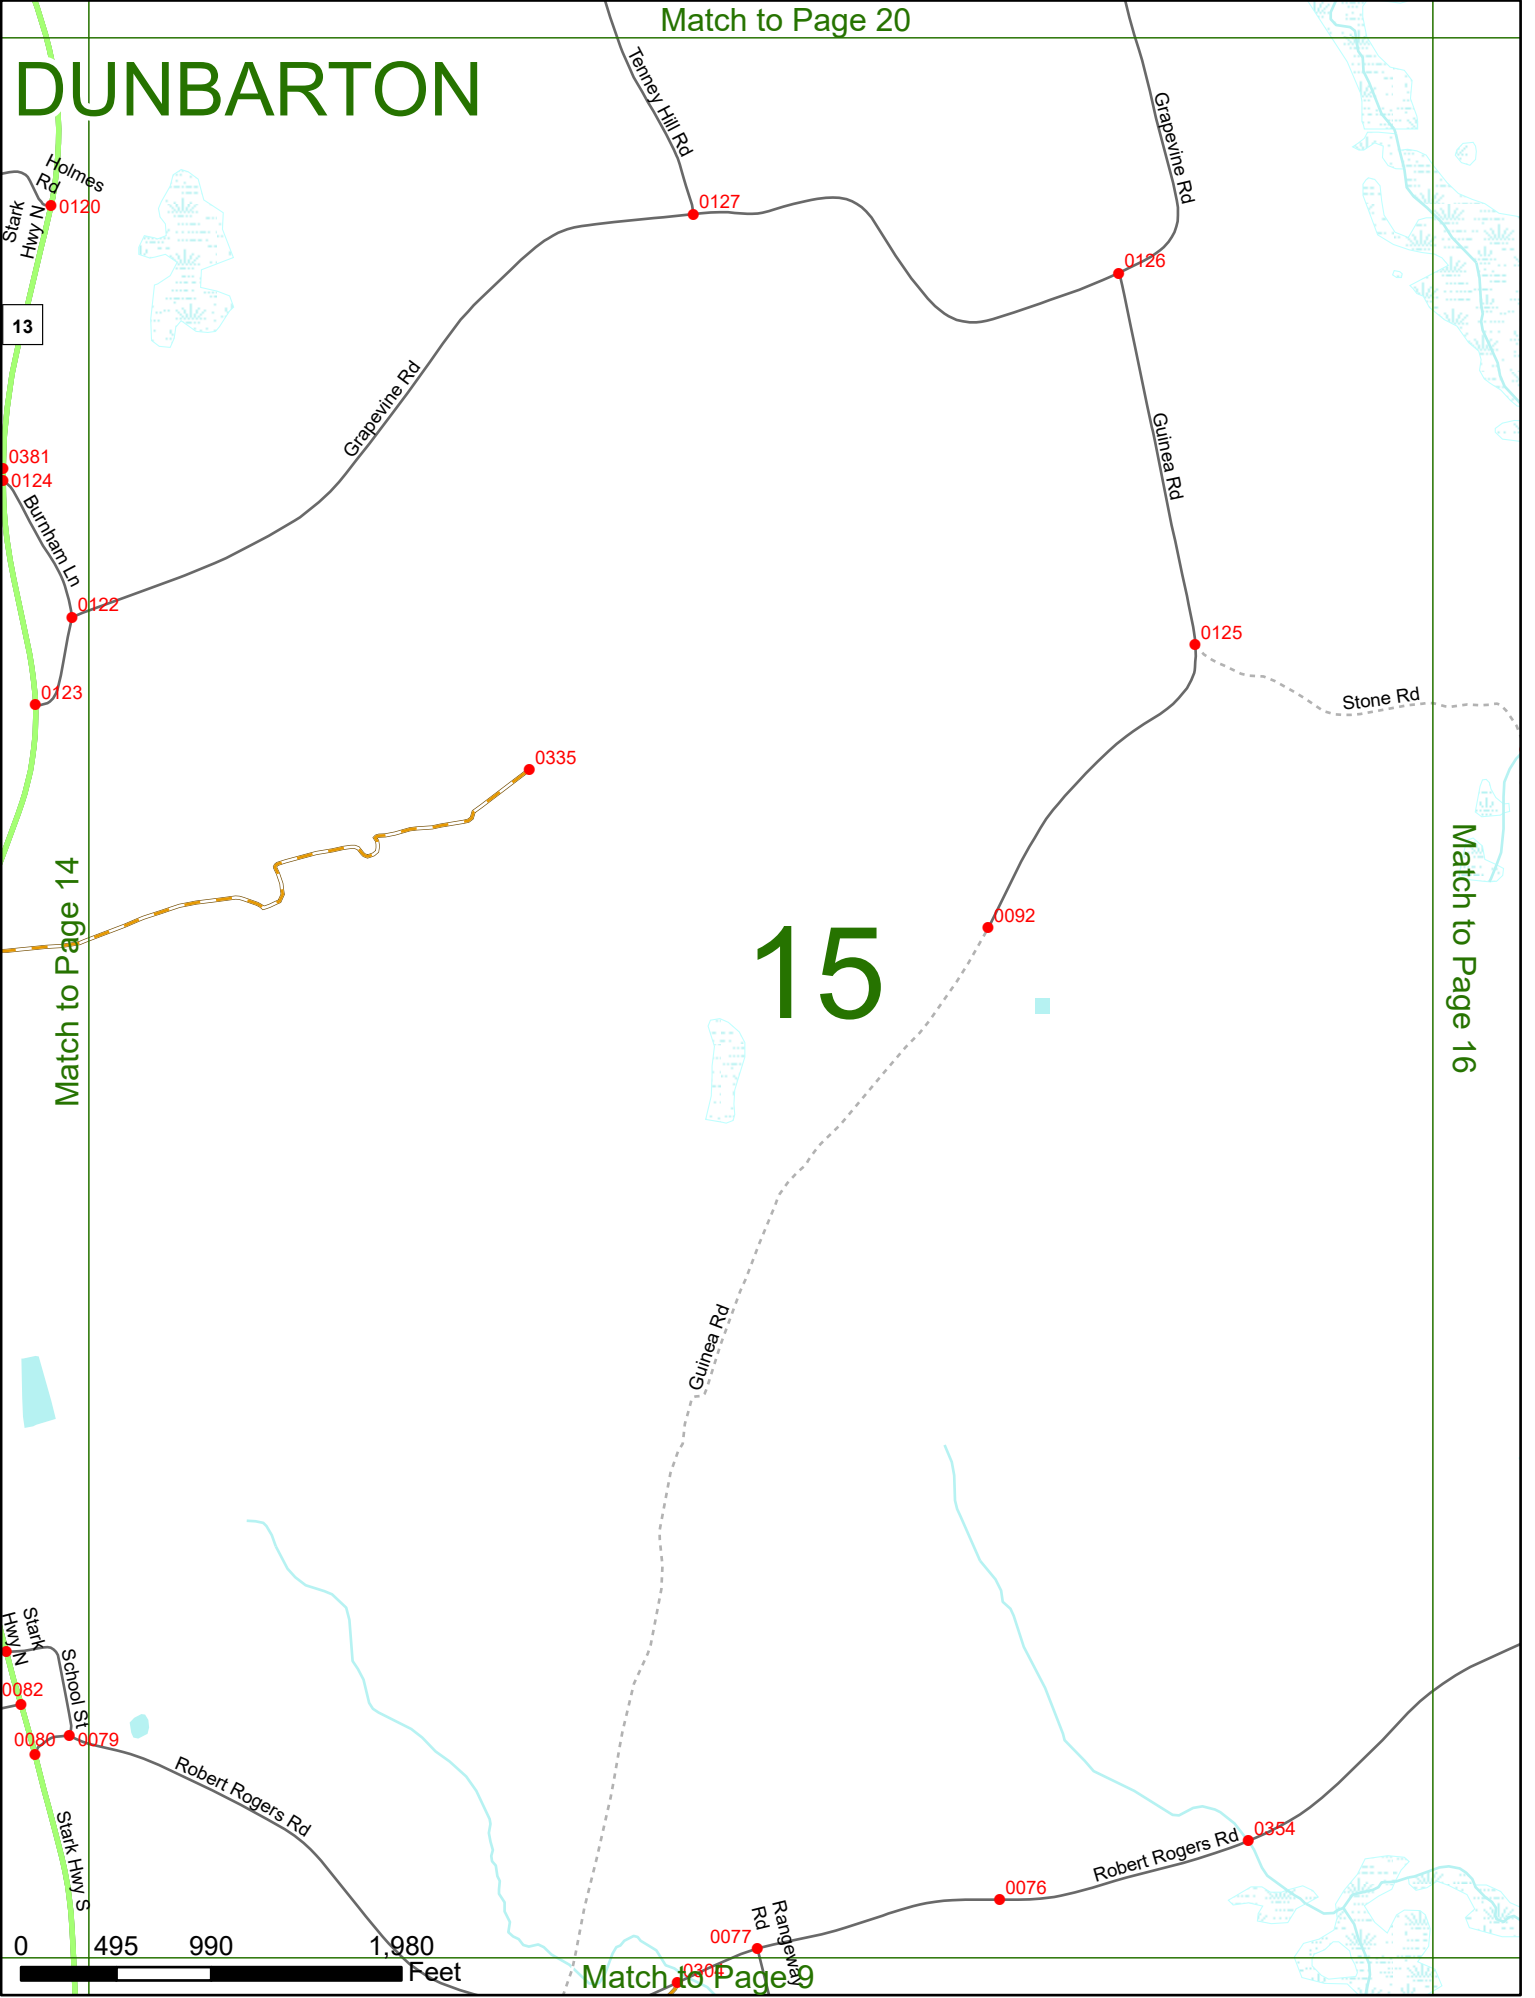 Match to Page 20
DUNBARTON
Tenney Hill Rd
Grapevine Rd
Holmes
Rd
0120
Stark
Hwy N
0127
0126
13
Grapevine Rd
Guinea Rd
0381
0124
Burnham Ln
0122
0125
0123
Stone Rd
0335
Match to Page 14
15
0092
Match to Page 16
Guinea Rd
Stark
Hwy N
School St
0082
0080
0079
Robert Rogers Rd
Stark Hwy S
0354
Robert Rogers Rd
0076
Rangeway
Rd
0077
0304
0 495 990 1,980
Feet
Match to Page 9